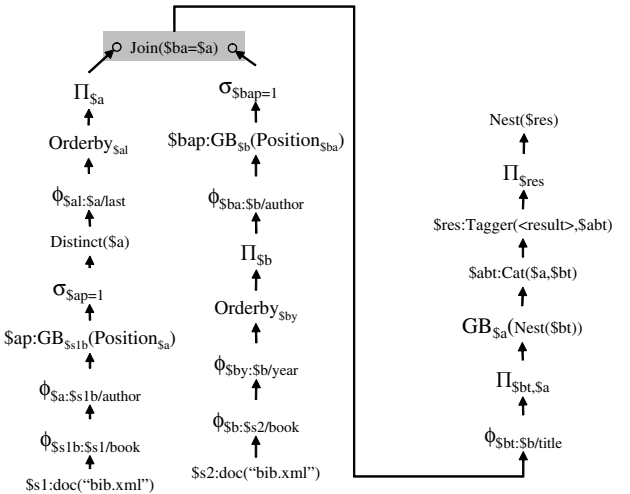 Join($ba=$a)
Π$a
Orderby$al
ϕ$al:$a/last
Distinct($a)
σ$ap=1
$ap:GB$s1b(Position$a)
ϕ$a:$s1b/author
ϕ$s1b:$s1/book
$s1:doc(“bib.xml”)
σ$bap=1
$bap:GB$b(Position$ba)
ϕ$ba:$b/author
Π$b
Orderby$by
ϕ$by:$b/year
ϕ$b:$s2/book
$s2:doc(“bib.xml”)
Nest($res)
Π$res
$res:Tagger(<result>,$abt)
$abt:Cat($a,$bt)
GB$a(Nest($bt))
Π$bt,$a
ϕ$bt:$b/title